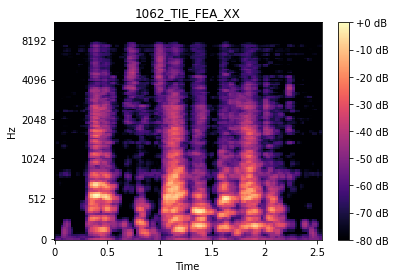 1062_TIE_FEA_XX
8192
4096
2048
1024
512
0
Hz
0
0.5
1
1.5
2
2.5
Time
+0 dB
-10 dB
-20 dB
-30 dB
-40 dB
-50 dB
-60 dB
-70 dB
-80 dB